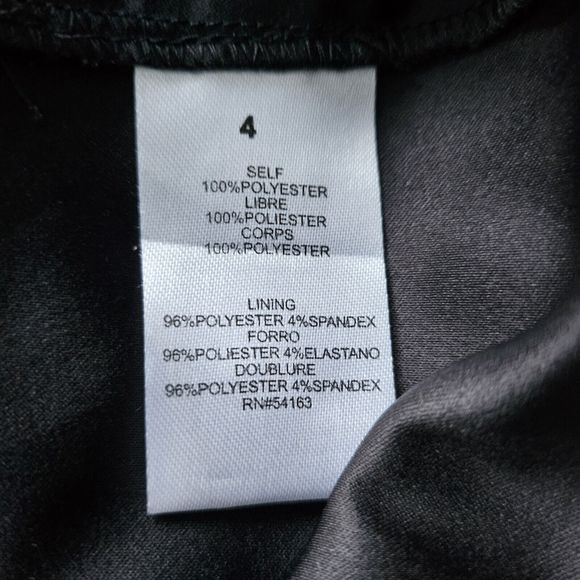 4
SELF
100%POLYESTER
LIBRE
100%POLIESTER
CORPS
100%POLYESTER
LINING
96%POLYESTER 4%SPANDEX
FORRO
96%POLIESTER 4%ELASTANO
DOUBLURE
96%POLYESTER 4%SPANDEX
RN#54163